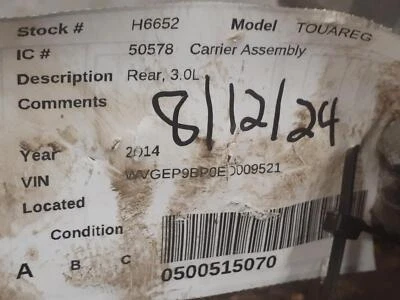 Stock # H6652 Model TOUAREG
IC # 50578 Carrier Assembly
Description Rear, 3.0L
Comments 8/12/24
Year 2014
VIN WVGEP9BP0ED009521
Located
Condition
A B C 0500515070